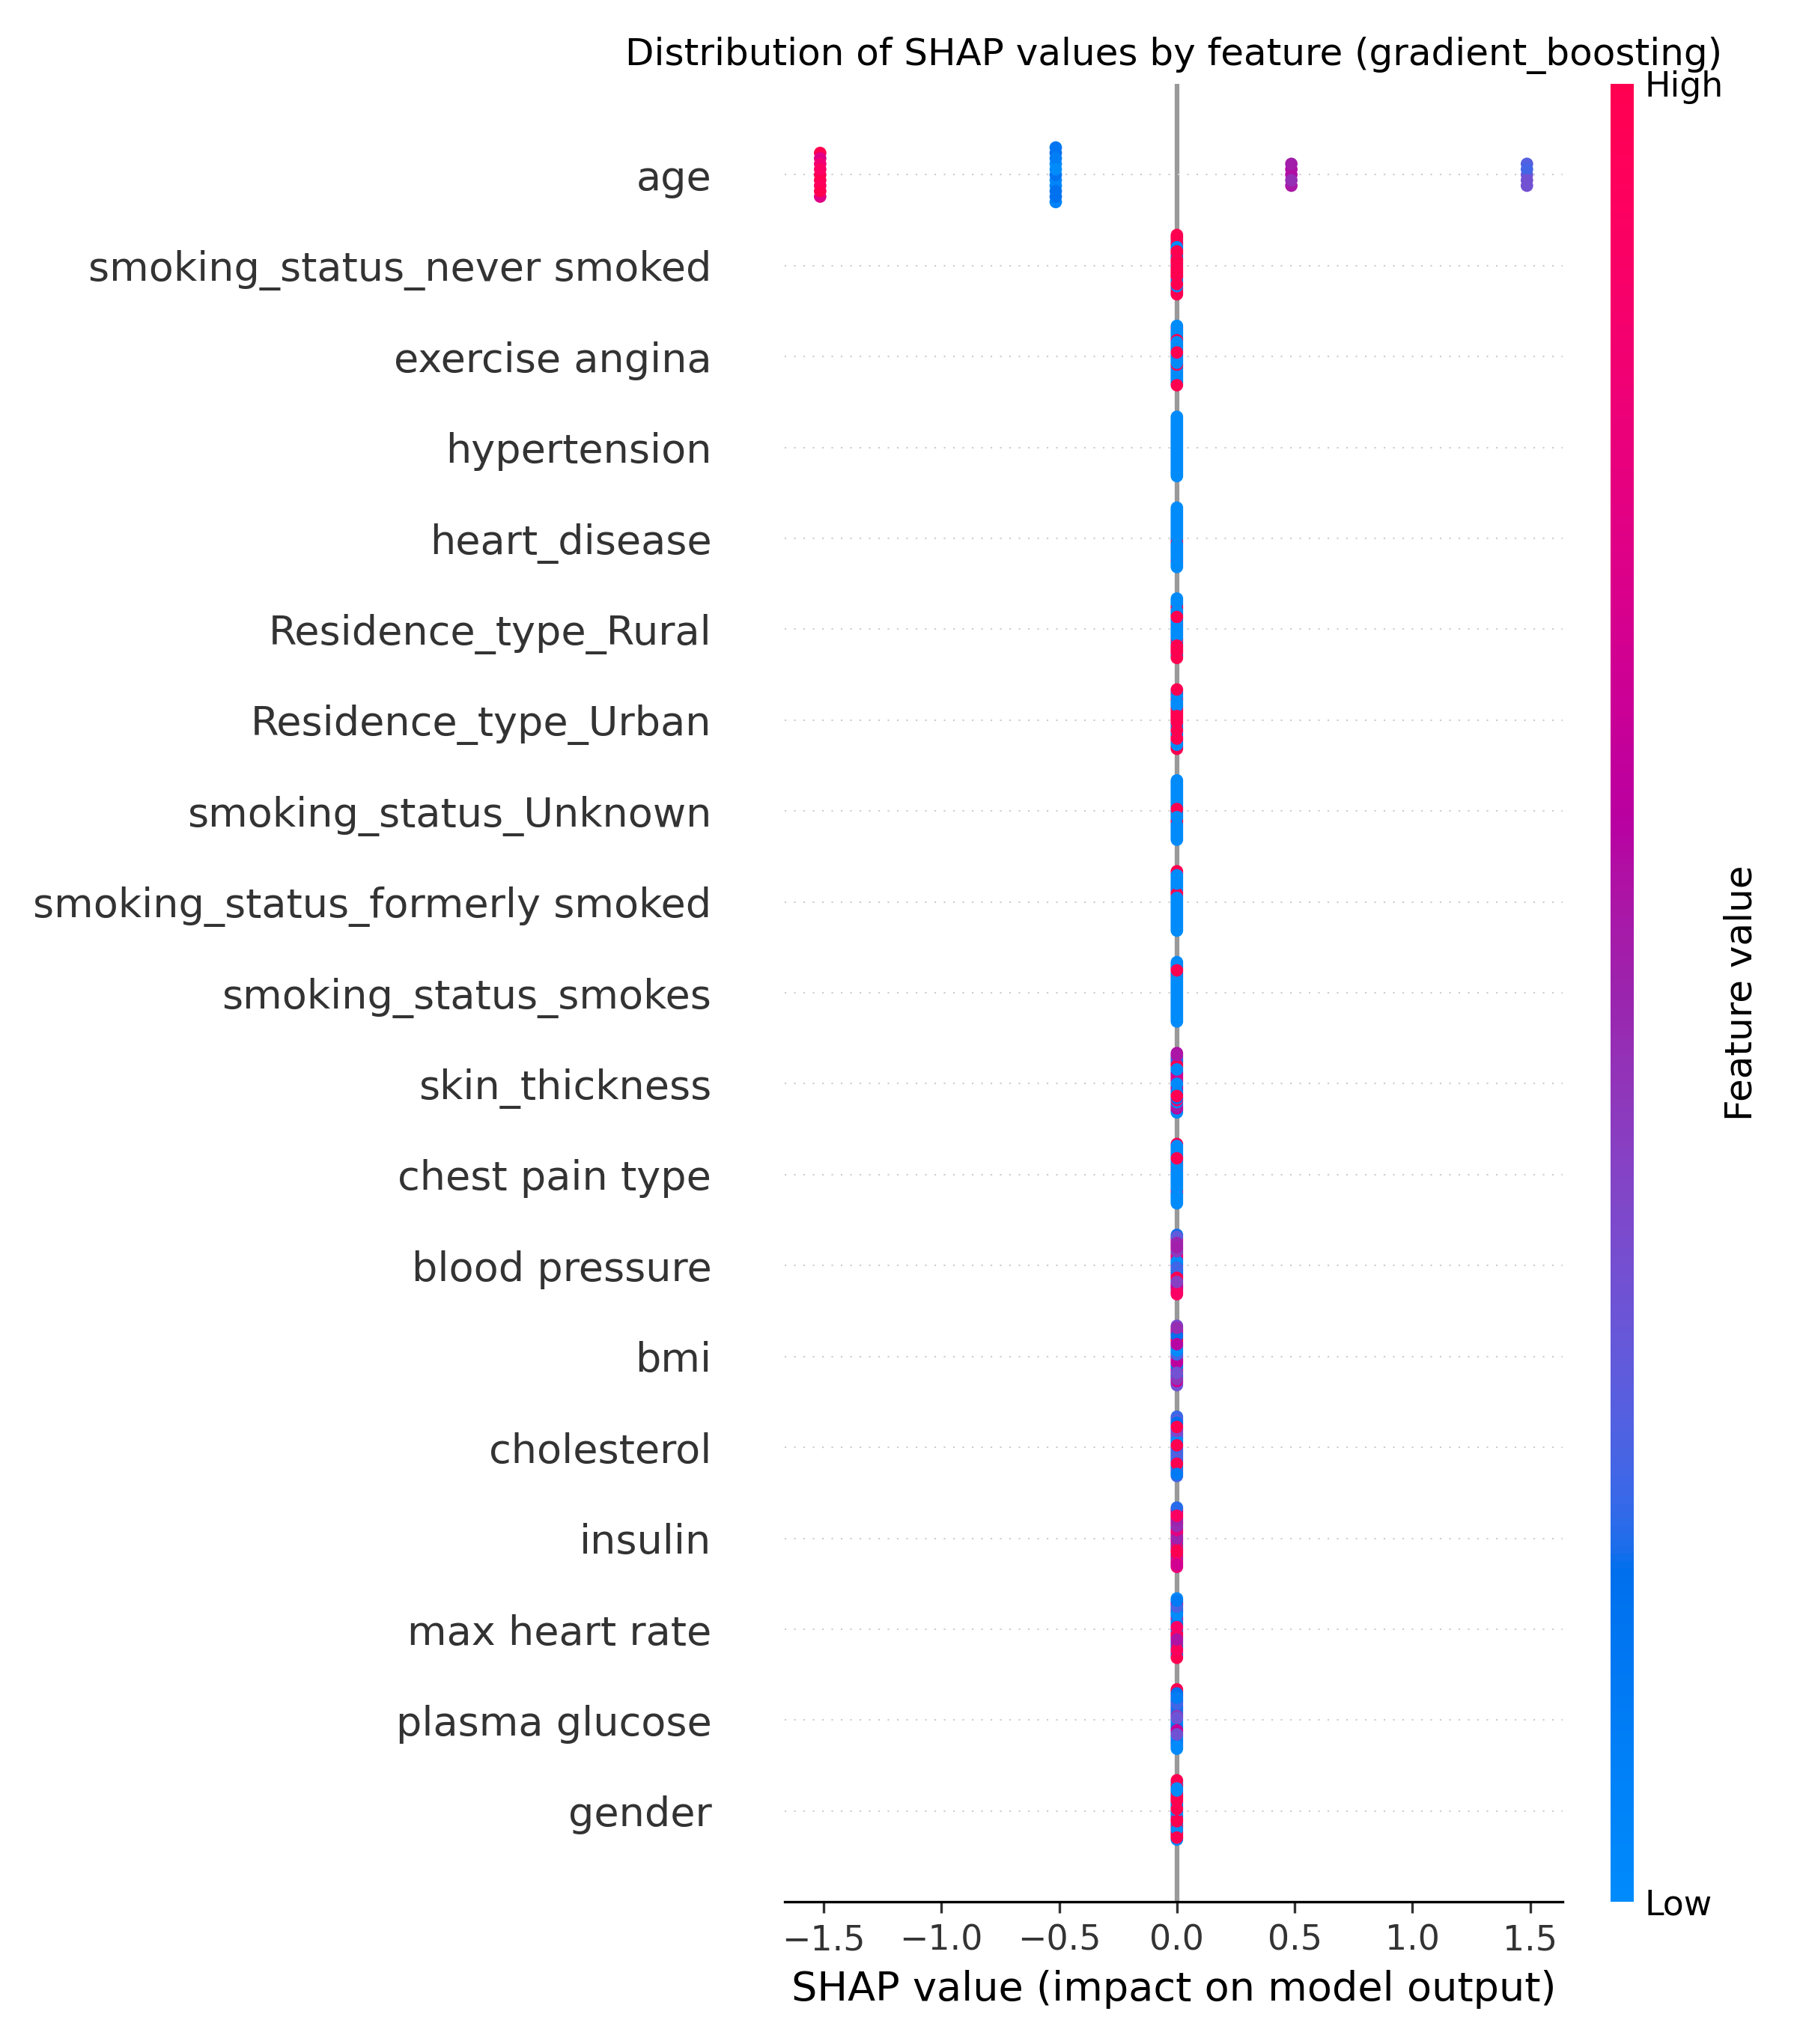 Distribution of SHAP values by feature (gradient_boosting)
High
age
smoking_status_never smoked
exercise angina
hypertension
heart_disease
Residence_type_Rural
Residence_type_Urban
smoking_status_Unknown
smoking_status_formerly smoked
smoking_status_smokes
skin_thickness
chest pain type
blood pressure
bmi
cholesterol
insulin
max heart rate
plasma glucose
gender
Feature value
Low
−1.5 −1.0 −0.5 0.0 0.5 1.0 1.5
SHAP value (impact on model output)